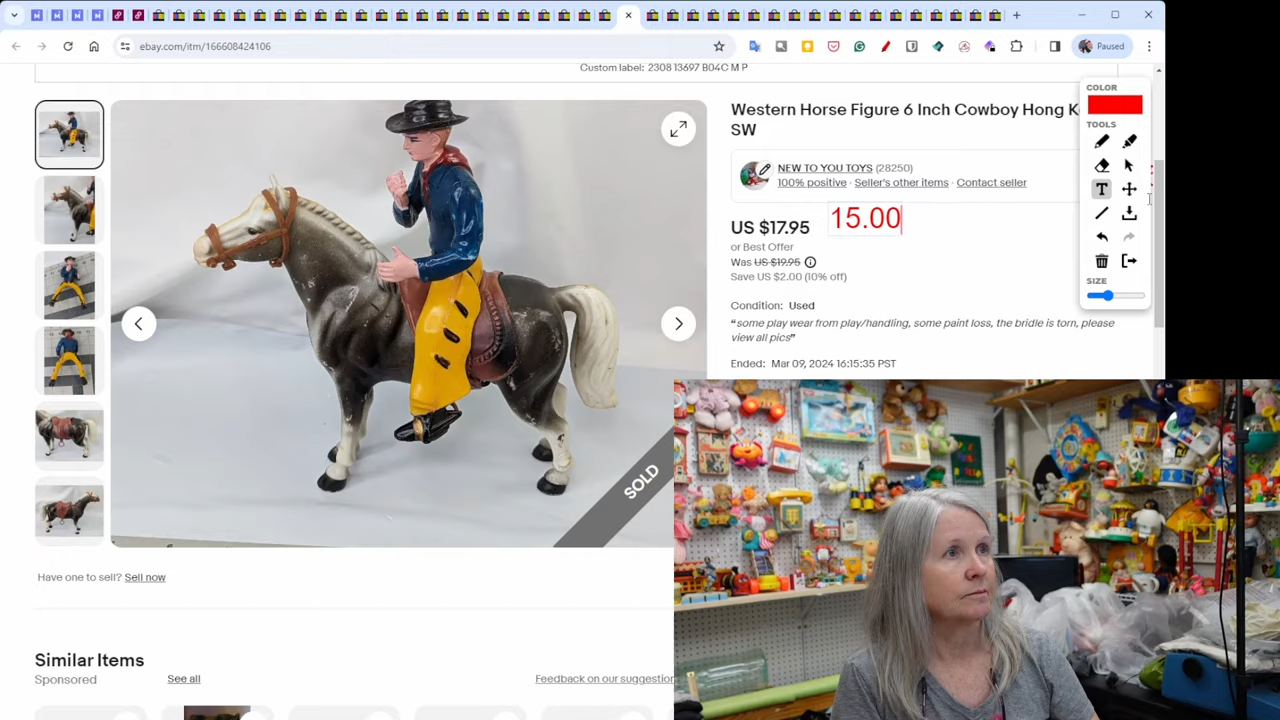 ebay.com/itm/166608424106
Paused
Custom label: 2308 13697 B04C M P
COLOR
TOOLS
SIZE
Western Horse Figure 6 Inch Cowboy Hong
SW
NEW TO YOU TOYS (28250)
100% positive · Seller's other items · Contact seller
US $17.95
15.00
or Best Offer
Was US $19.95
Save US $2.00 (10% off)
Condition: Used
“some play wear from play/handling, some paint loss, the bridle is torn, please
view all pics”
Ended: Mar 09, 2024 16:15:35 PST
SOLD
Have one to sell? Sell now
Similar Items
Sponsored
See all
Feedback on our